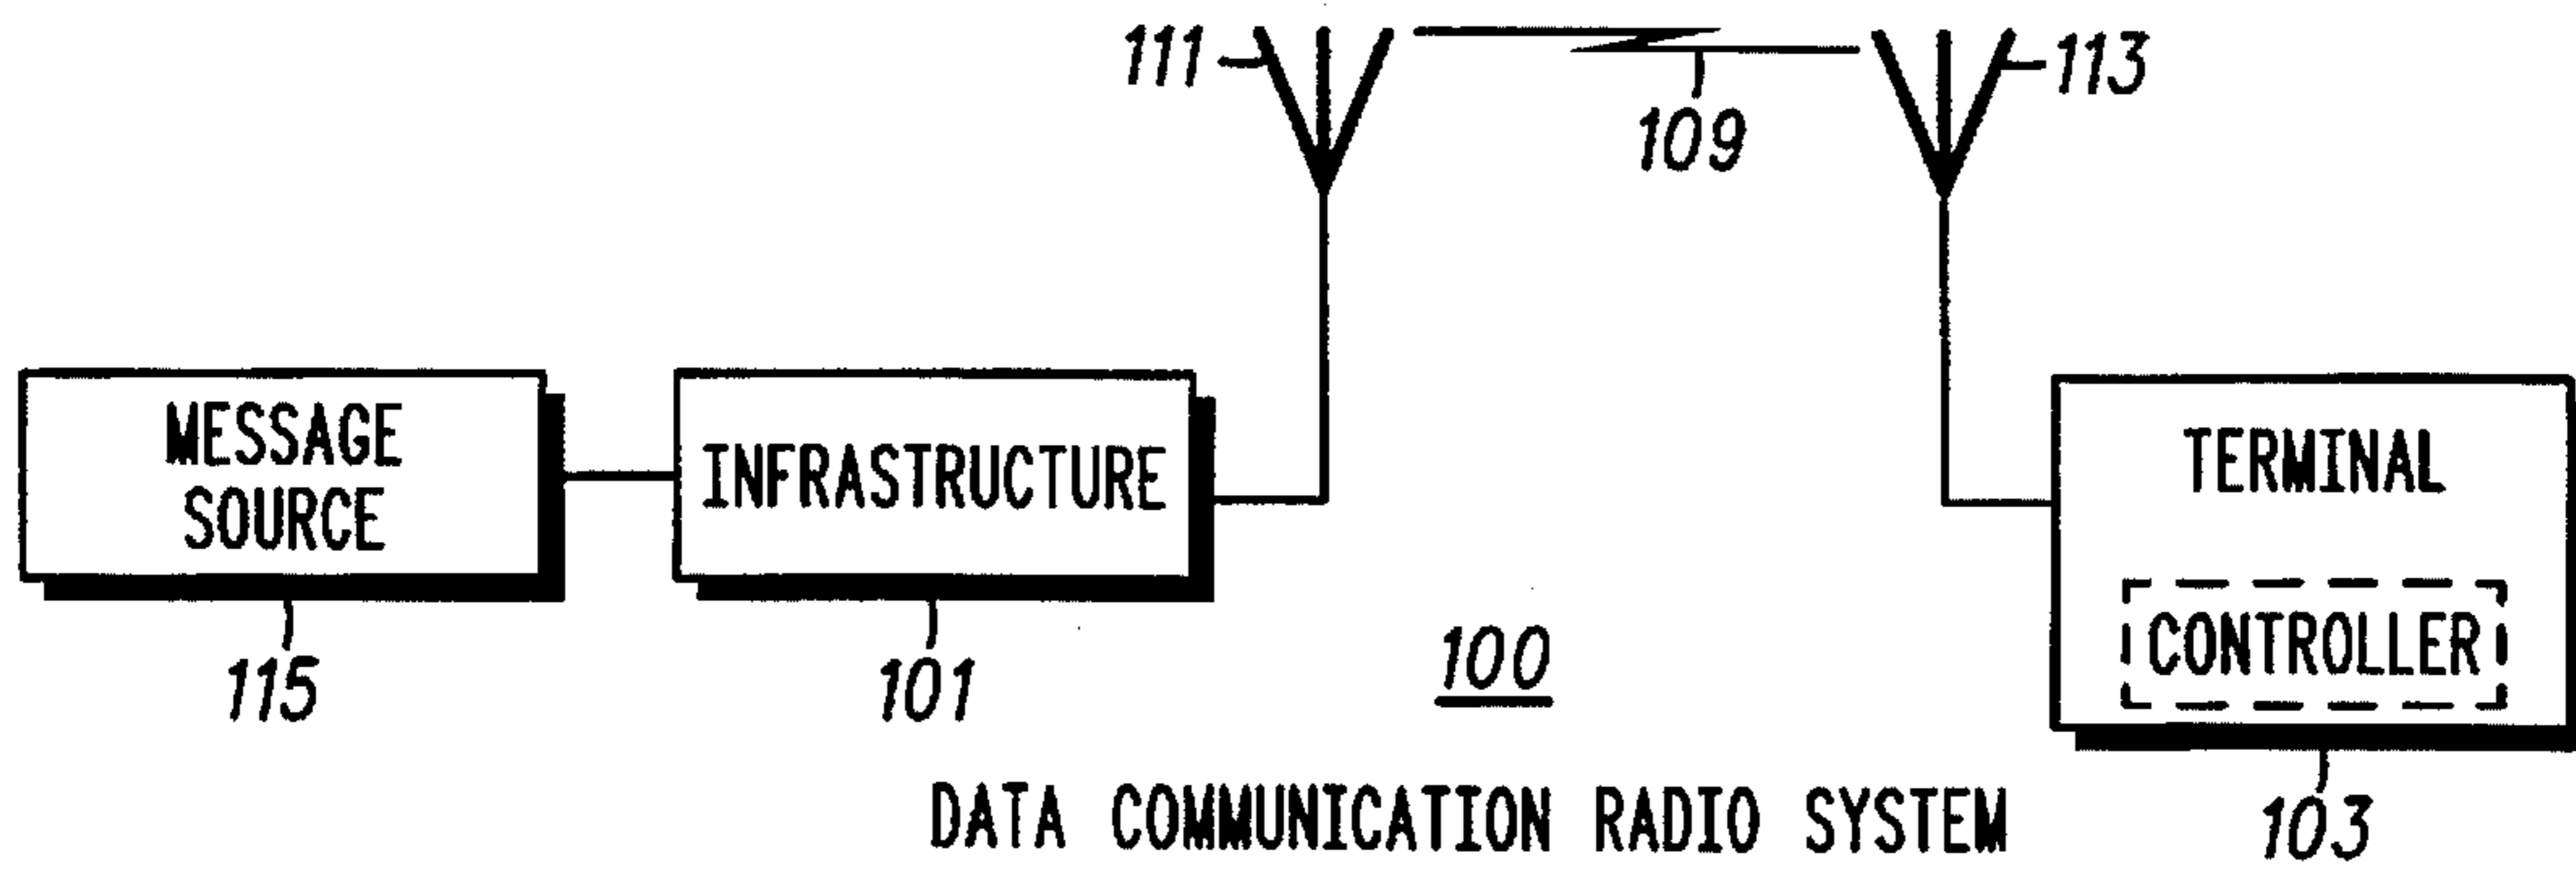 111
113
109
MESSAGE
SOURCE
INFRASTRUCTURE
TERMINAL
CONTROLLER
115
101
100
103
DATA COMMUNICATION RADIO SYSTEM